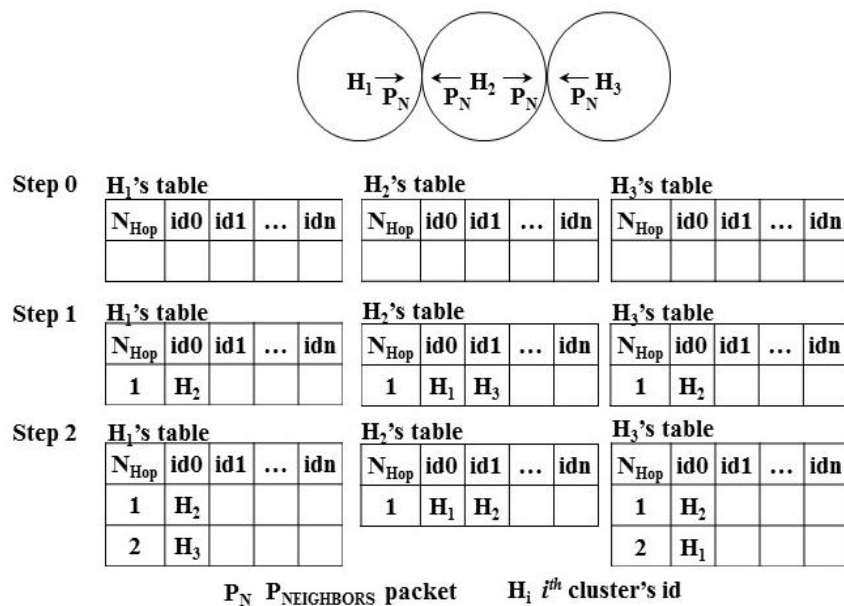 H1 → ← H2 → ← H3
PN PN PN PN
Step 0 H1's table H2's table H3's table
NHop id0 id1 ... idn NHop id0 id1 ... idn NHop id0 id1 ... idn
Step 1 H1's table H2's table H3's table
NHop id0 id1 ... idn NHop id0 id1 ... idn NHop id0 id1 ... idn
1 H2 1 H1 H3 1 H2
Step 2 H1's table H2's table H3's table
NHop id0 id1 ... idn NHop id0 id1 ... idn NHop id0 id1 ... idn
1 H2 1 H1 H2 1 H2
2 H3 2 H1
PN PNEIGHBORS packet Hi ith cluster's id